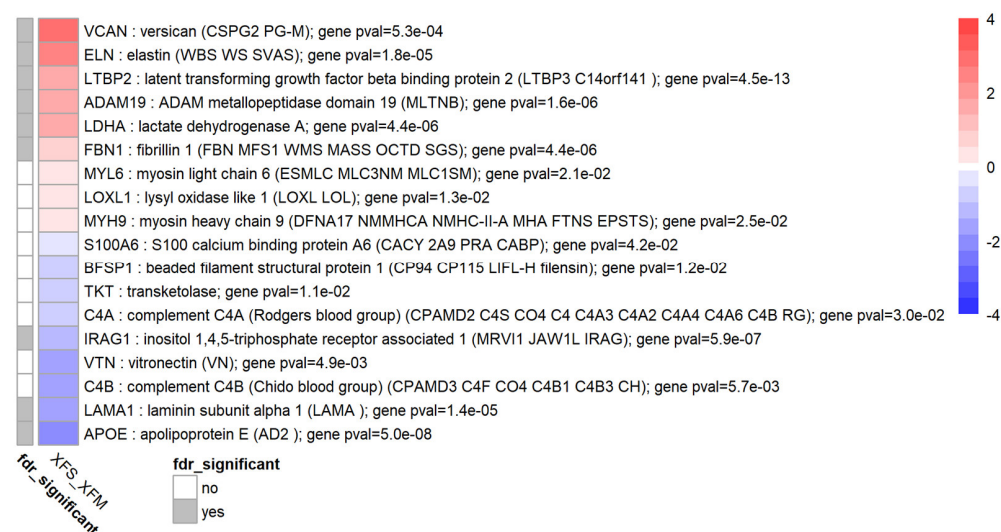 VCAN : versican (CSPG2 PG-M); gene pval=5.3e-04
ELN : elastin (WBS WS SVAS); gene pval=1.8e-05
LTBP2 : latent transforming growth factor beta binding protein 2 (LTBP3 C14orf141 ); gene pval=4.5e-13
ADAM19 : ADAM metallopeptidase domain 19 (MLTNB); gene pval=1.6e-06
LDHA : lactate dehydrogenase A; gene pval=4.4e-06
FBN1 : fibrillin 1 (FBN MFS1 WMS MASS OCTD SGS); gene pval=4.4e-06
MYL6 : myosin light chain 6 (ESMLC MLC3NM MLC1SM); gene pval=2.1e-02
LOXL1 : lysyl oxidase like 1 (LOXL LOL); gene pval=1.3e-02
MYH9 : myosin heavy chain 9 (DFNA17 NMMHCA NMHC-II-A MHA FTNS EPSTS); gene pval=2.5e-02
S100A6 : S100 calcium binding protein A6 (CACY 2A9 PRA CABP); gene pval=4.2e-02
BFSP1 : beaded filament structural protein 1 (CP94 CP115 LIFL-H filensin); gene pval=1.2e-02
TKT : transketolase; gene pval=1.1e-02
C4A : complement C4A (Rodgers blood group) (CPAMD2 C4S CO4 C4 C4A3 C4A2 C4A4 C4A6 C4B RG); gene pval=3.0e-02
IRAG1 : inositol 1,4,5-triphosphate receptor associated 1 (MRVI1 JAW1L IRAG); gene pval=5.9e-07
VTN : vitronectin (VN); gene pval=4.9e-03
C4B : complement C4B (Chido blood group) (CPAMD3 C4F CO4 C4B1 C4B3 CH); gene pval=5.7e-03
LAMA1 : laminin subunit alpha 1 (LAMA ); gene pval=1.4e-05
APOE : apolipoprotein E (AD2 ); gene pval=5.0e-08
4
2
0
-2
-4
fdr_significant
XFS_XFM
fdr_significant
no
yes